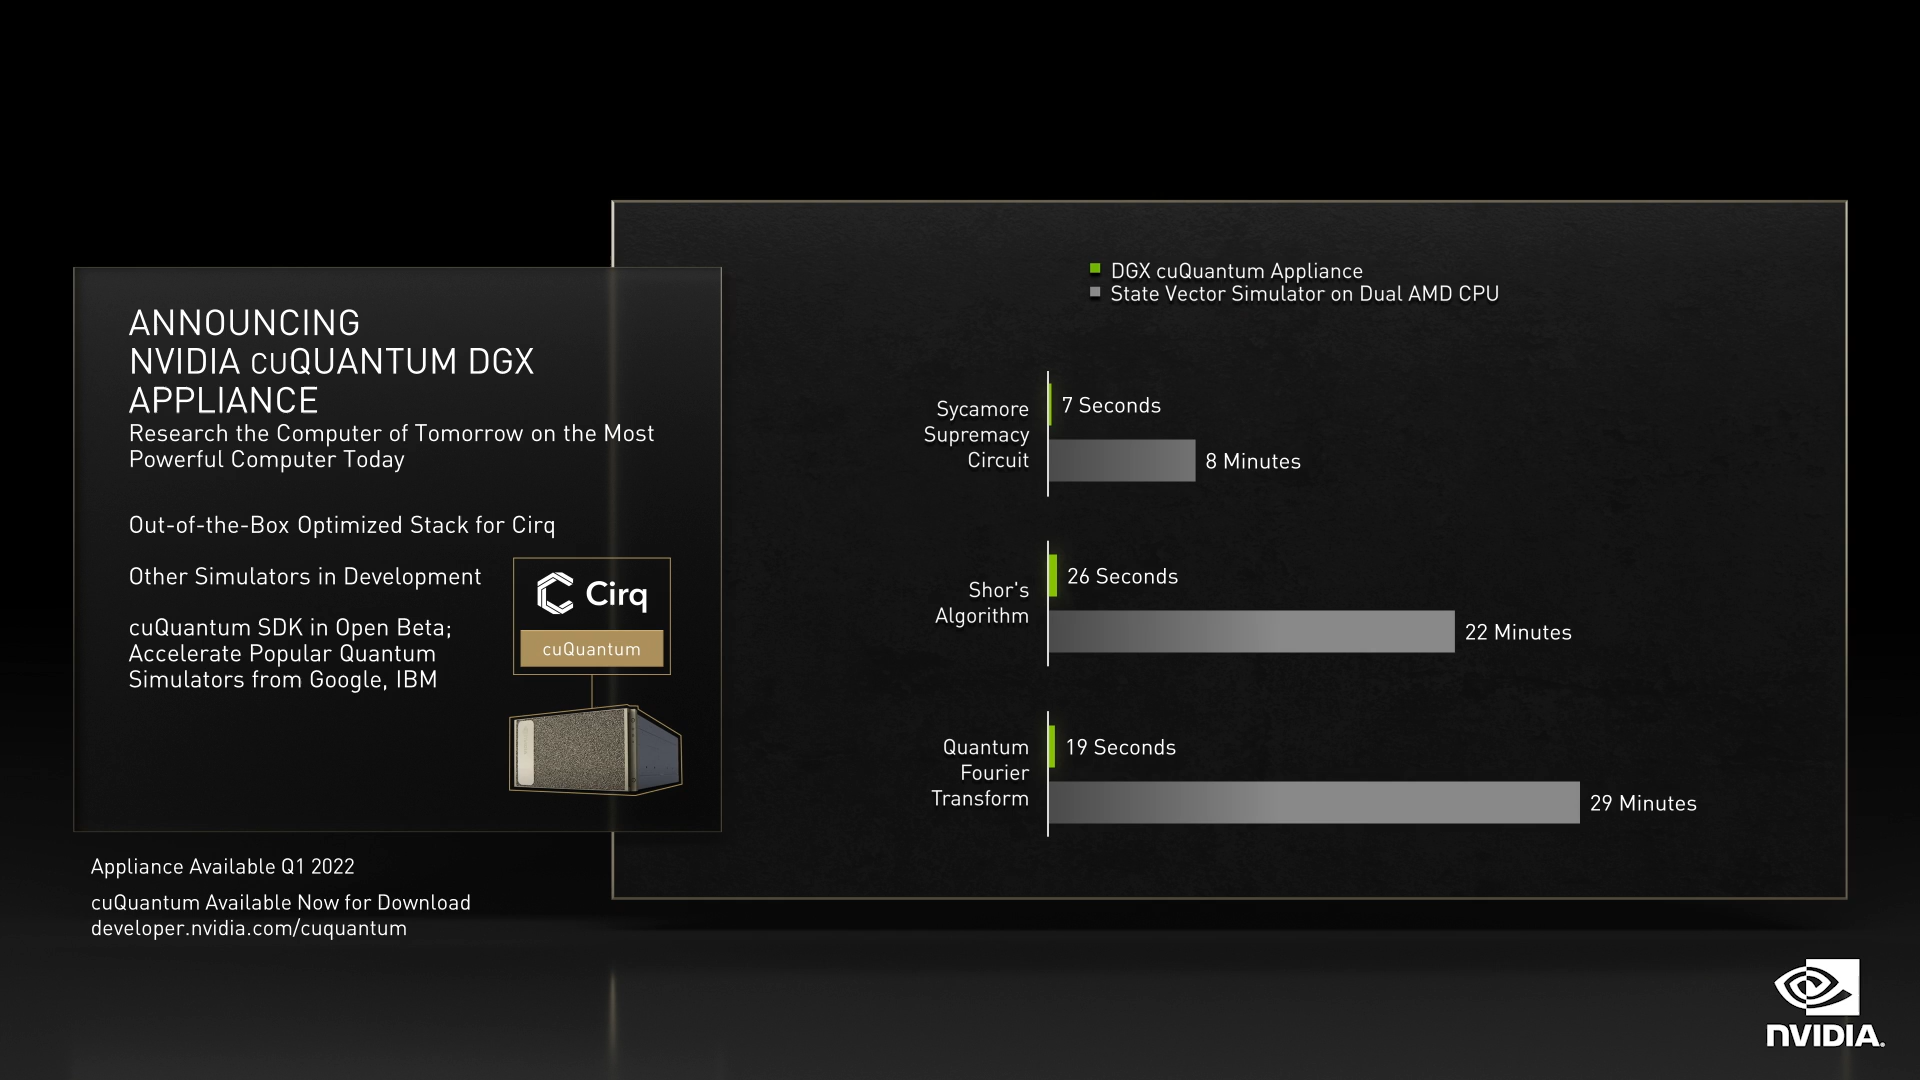 ANNOUNCING
NVIDIA CUQUANTUM DGX
APPLIANCE
Research the Computer of Tomorrow on the Most
Powerful Computer Today
Out-of-the-Box Optimized Stack for Cirq
Other Simulators in Development
cuQuantum SDK in Open Beta;
Accelerate Popular Quantum
Simulators from Google, IBM
Cirq
cuQuantum
Appliance Available Q1 2022
cuQuantum Available Now for Download
developer.nvidia.com/cuquantum
DGX cuQuantum Appliance
State Vector Simulator on Dual AMD CPU
Sycamore
Supremacy
Circuit
7 Seconds
8 Minutes
Shor's
Algorithm
26 Seconds
22 Minutes
Quantum
Fourier
Transform
19 Seconds
29 Minutes
NVIDIA.